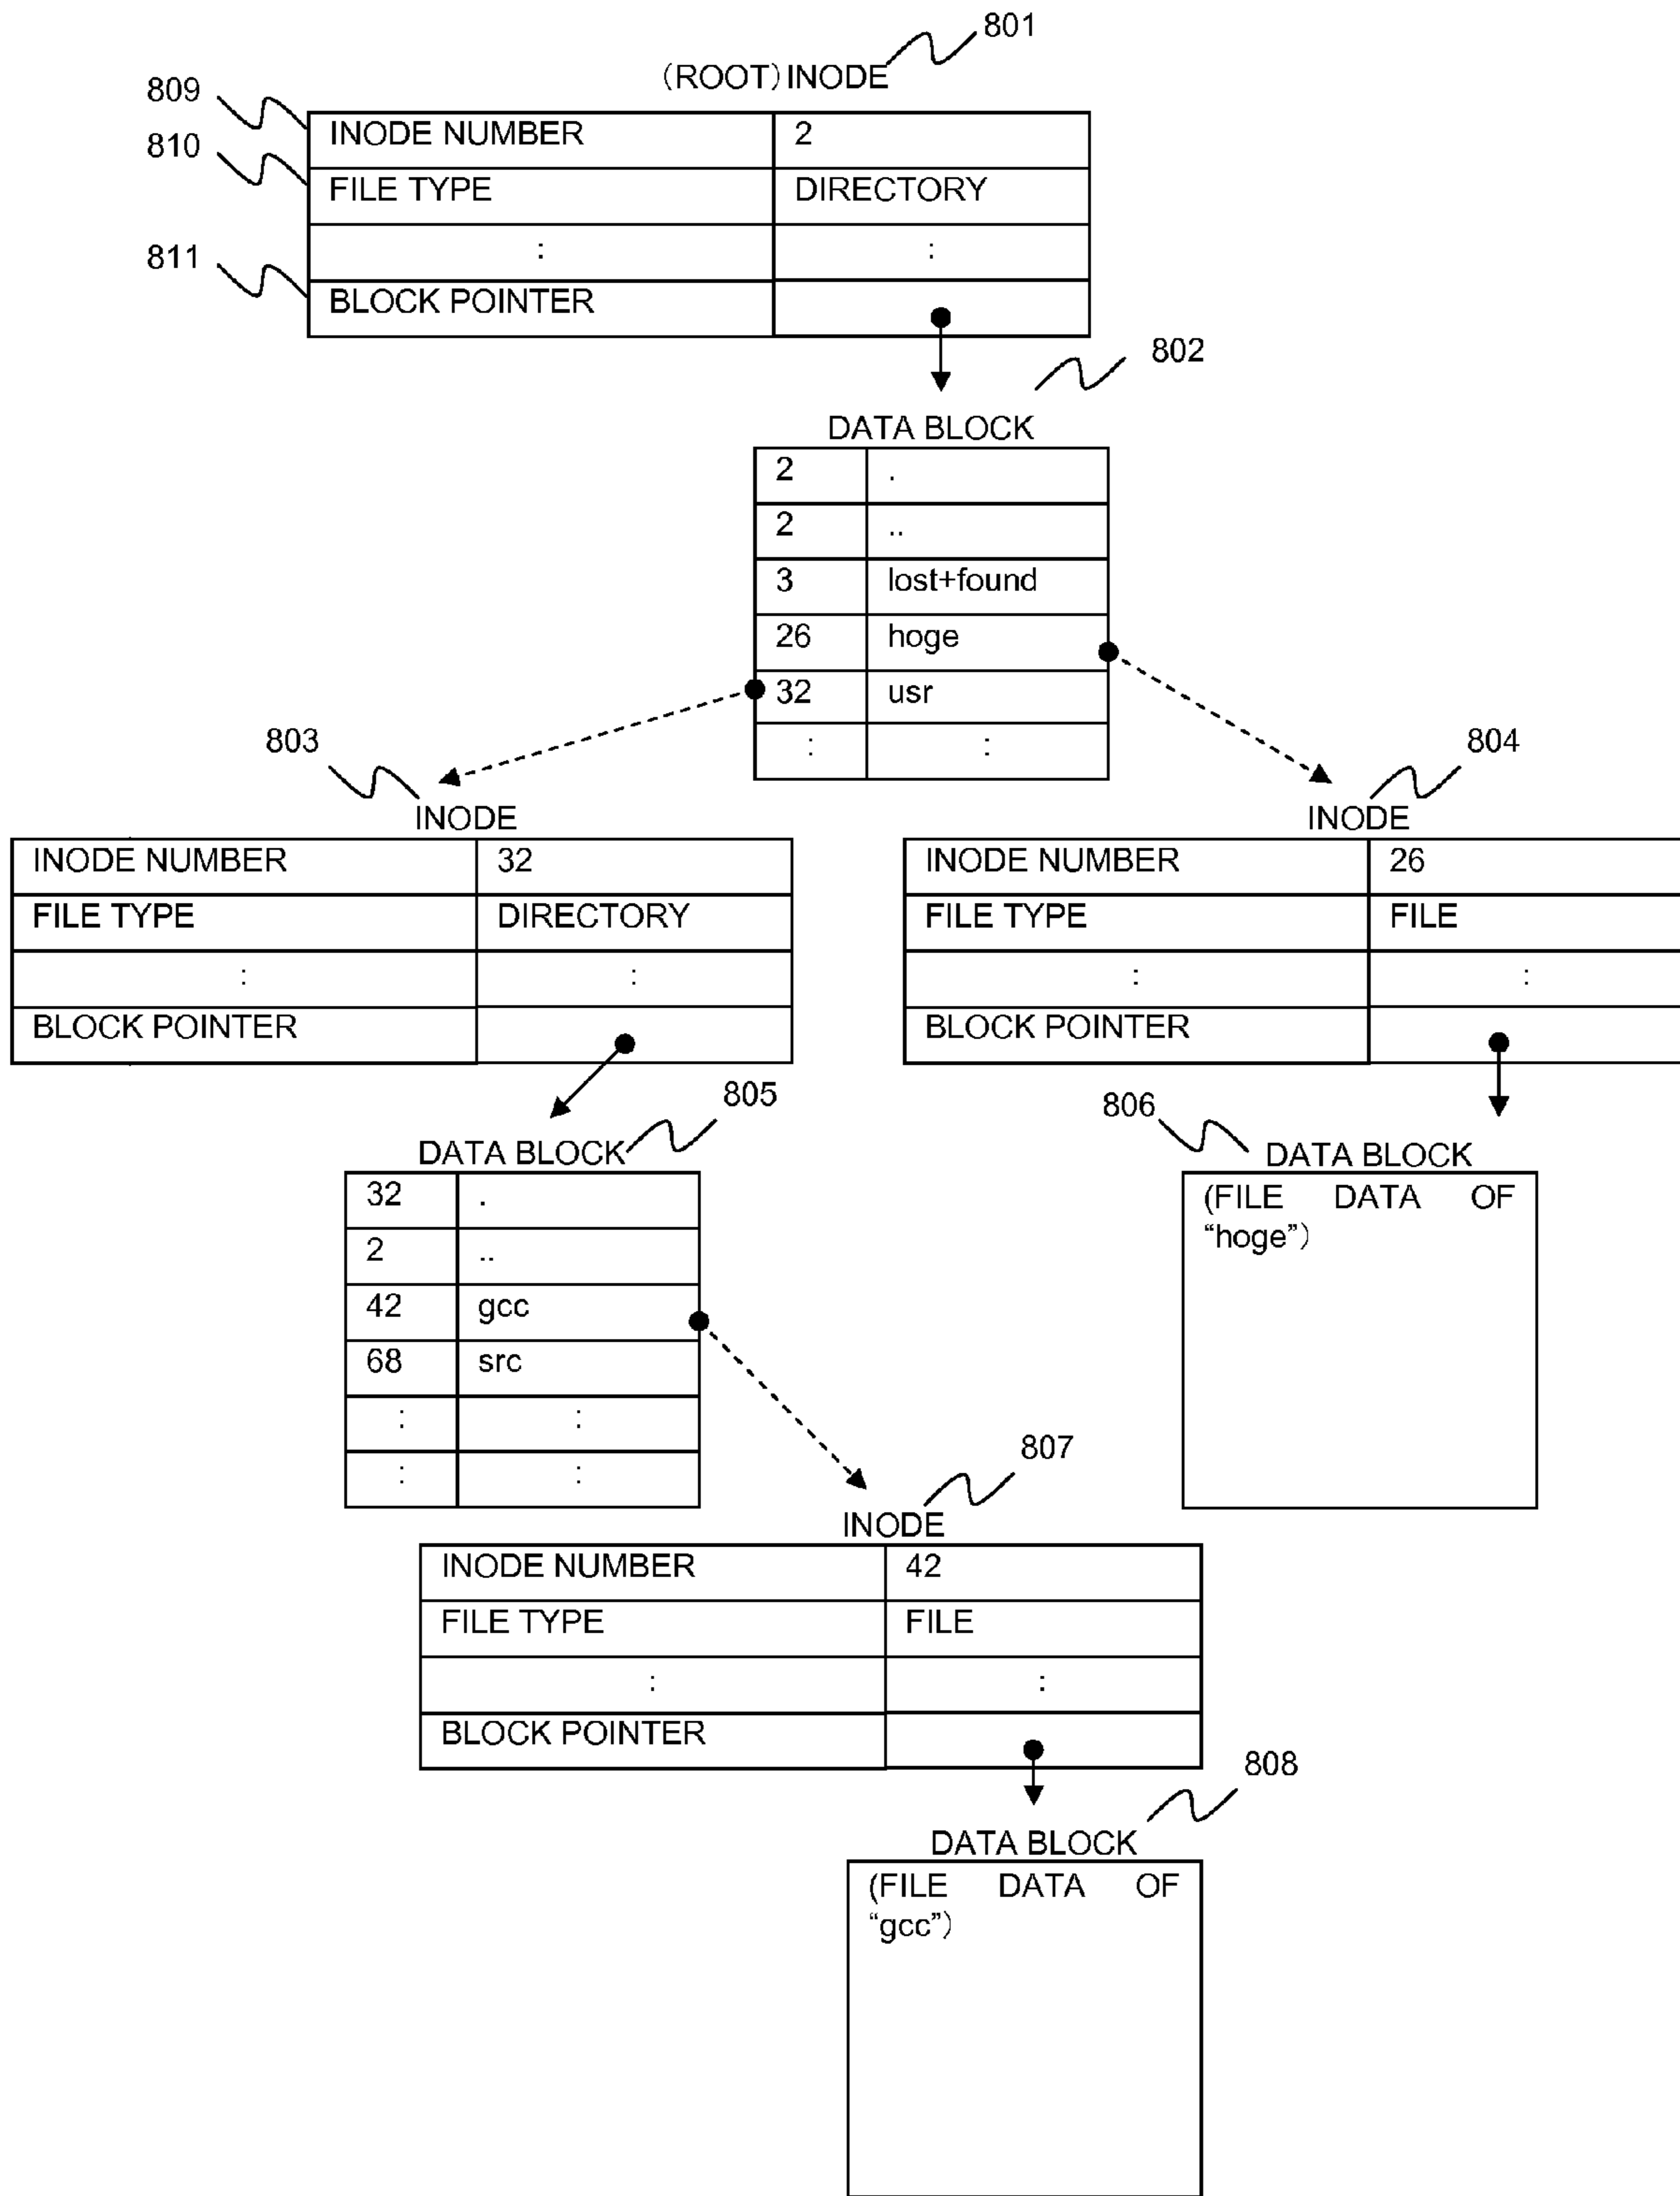 801
(ROOT) INODE
809
INODE NUMBER 2
810
FILE TYPE DIRECTORY
: :
811
BLOCK POINTER
802
DATA BLOCK
2 .
2 ..
3 lost+found
26 hoge
32 usr
: :
803
INODE
INODE NUMBER 32
FILE TYPE DIRECTORY
: :
BLOCK POINTER
804
INODE
INODE NUMBER 26
FILE TYPE FILE
: :
BLOCK POINTER
805
DATA BLOCK
32 .
2 ..
42 gcc
68 src
: :
: :
806
DATA BLOCK
(FILE DATA OF
“hoge”)
807
INODE
INODE NUMBER 42
FILE TYPE FILE
: :
BLOCK POINTER
808
DATA BLOCK
(FILE DATA OF
“gcc”)